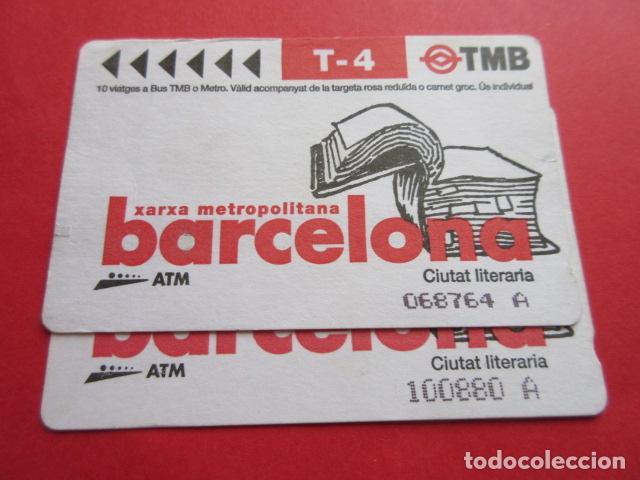 T-4 TMB
10 viatges a Bus TMB o Metro. Vàlid acompanyat de la targeta rosa reduïda o carnet groc. Ús individual
xarxa metropolitana
barcelona
ATM Ciutat literaria
068764 A
barcelona
ATM Ciutat literaria
100880 A
todocoleccion.net